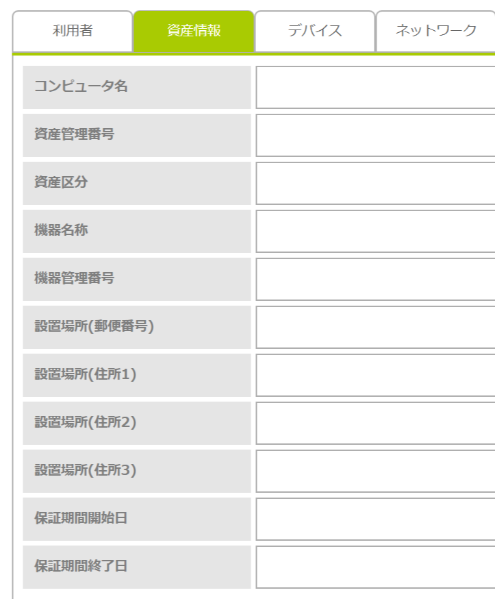 利用者
資産情報
デバイス
ネットワーク
コンピュータ名
資産管理番号
資産区分
機器名称
機器管理番号
設置場所(郵便番号)
設置場所(住所1)
設置場所(住所2)
設置場所(住所3)
保証期間開始日
保証期間終了日